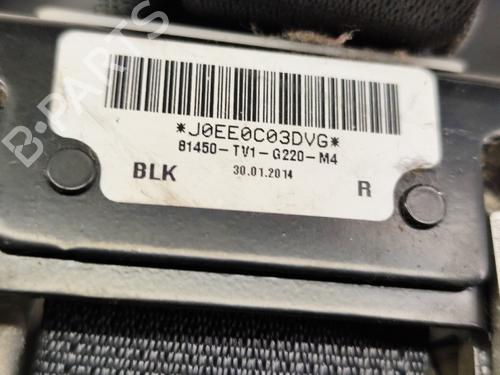 B-PARTS
*J0EE0C03DVG*
81450-TV1-G220-M4
BLK
30.01.2014
R